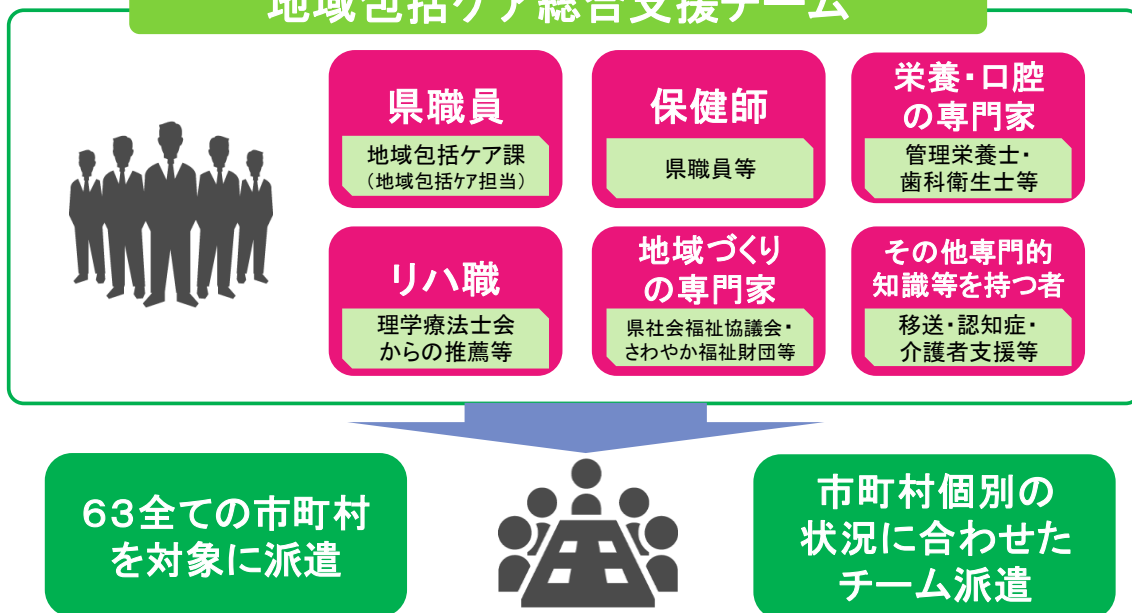 地域包括ケア総合支援チーム
県職員
地域包括ケア課
（地域包括ｹｱ担当）
保健師
県職員等
栄養・口腔
の専門家
管理栄養士・
歯科衛生士等
リハ職
理学療法士会
からの推薦等
地域づくり
の専門家
県社会福祉協議会・
さわやか福祉財団等
その他専門的
知識等を持つ者
移送・認知症・
介護者支援等
６３全ての市町村
を対象に派遣
市町村個別の
状況に合わせた
チーム派遣